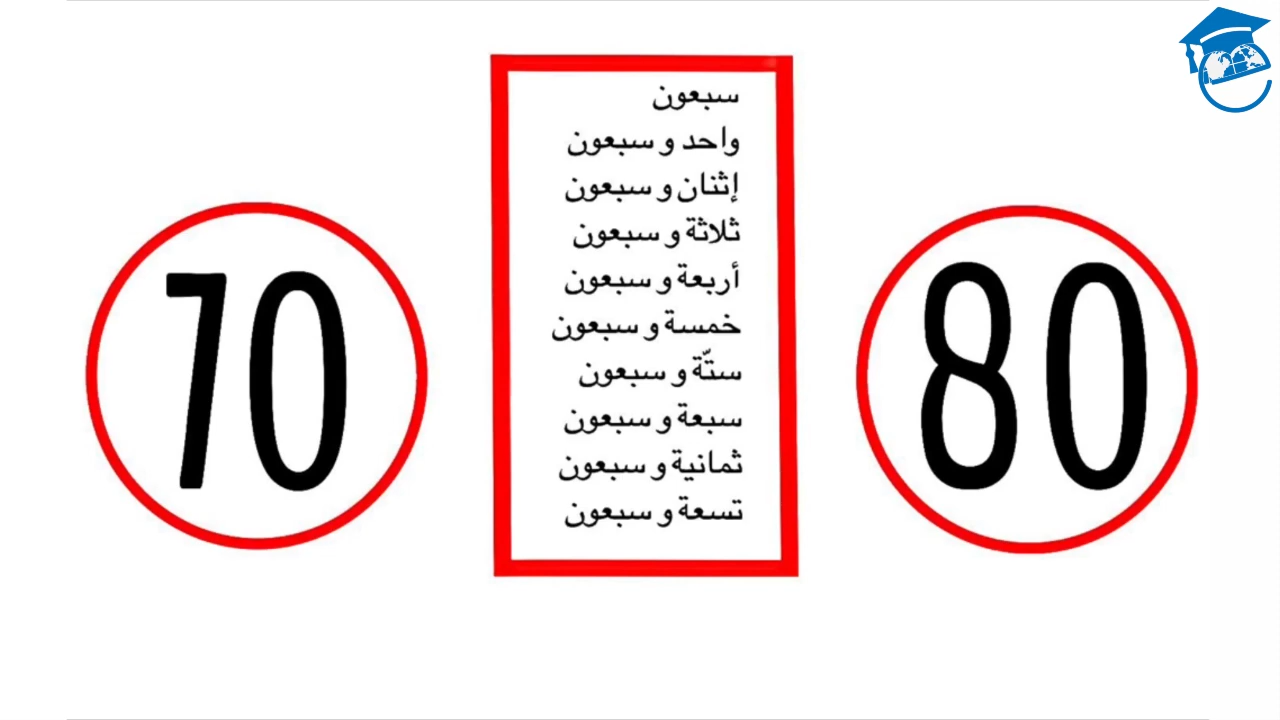 سبعون
واحد و سبعون
إثنان و سبعون
ثلاثة و سبعون
أربعة و سبعون
خمسة و سبعون
ستّة و سبعون
سبعة و سبعون
ثمانية و سبعون
تسعة و سبعون
70
80